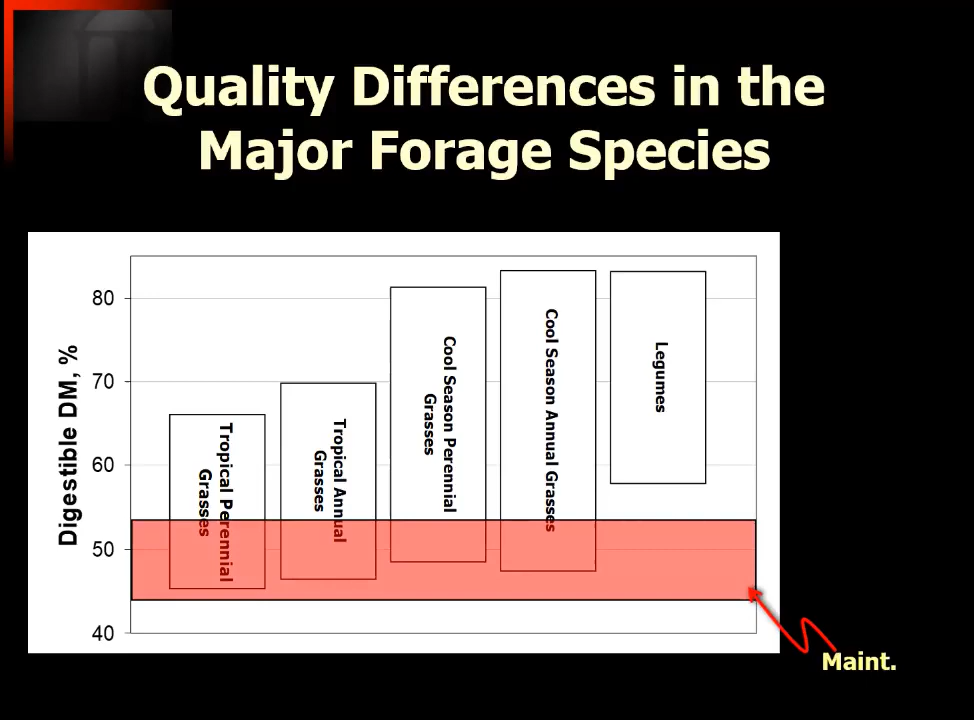 Quality Differences in the
Major Forage Species
Digestible DM, %
80
70
60
50
40
Tropical Perennial
Grasses
Tropical Annual
Grasses
Cool Season Perennial
Grasses
Cool Season Annual Grasses
Legumes
Maint.